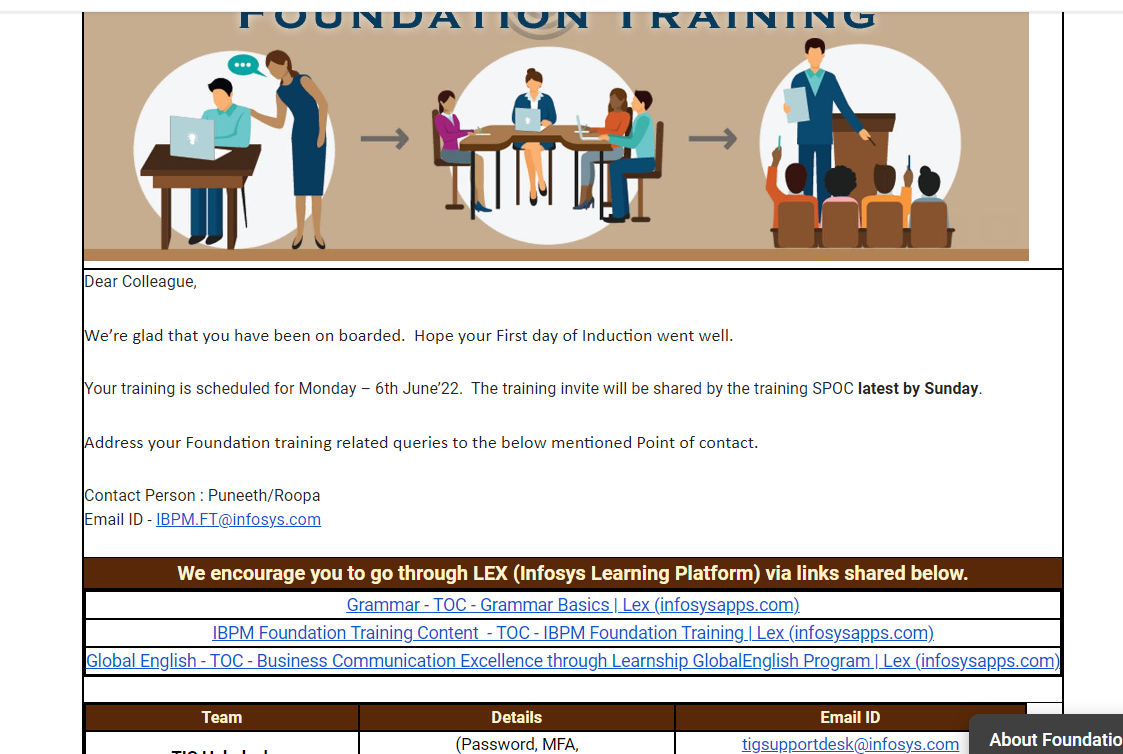 FOUNDATION TRAINING
Dear Colleague,
We’re glad that you have been on boarded.  Hope your First day of Induction went well.
Your training is scheduled for Monday – 6th June’22.  The training invite will be shared by the training SPOC latest by Sunday.
Address your Foundation training related queries to the below mentioned Point of contact.
Contact Person : Puneeth/Roopa
Email ID - IBPM.FT@infosys.com
We encourage you to go through LEX (Infosys Learning Platform) via links shared below.
Grammar - TOC - Grammar Basics | Lex (infosysapps.com)
IBPM Foundation Training Content  - TOC - IBPM Foundation Training | Lex (infosysapps.com)
Global English - TOC - Business Communication Excellence through Learnship GlobalEnglish Program | Lex (infosysapps.com)
Team Details Email ID
(Password, MFA, tigsupportdesk@infosys.com
About Foundatio